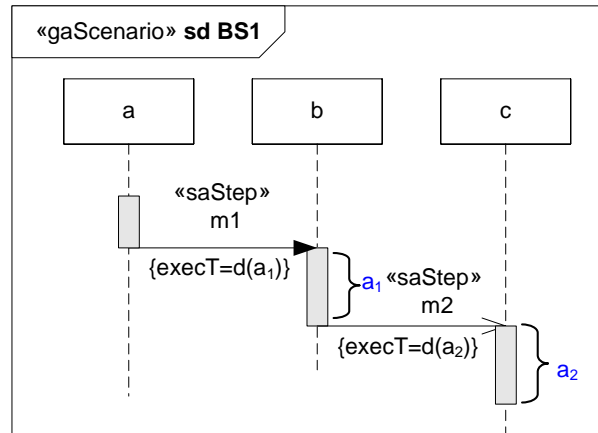 «gaScenario» sd BS1
a
b
c
«saStep»
m1
{execT=d(a₁)}
a₁
«saStep»
m2
{execT=d(a₂)}
a₂